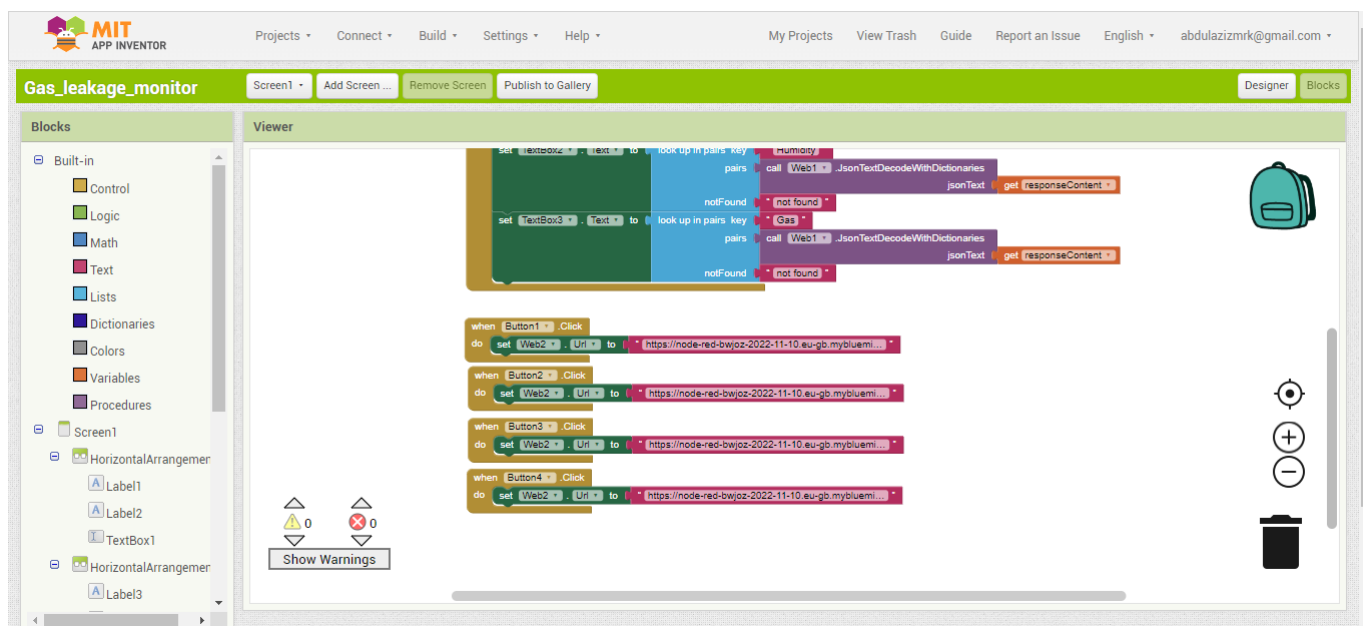 MIT
APP INVENTOR
Projects Connect Build Settings Help My Projects View Trash Guide Report an Issue English abdulazizmrk@gmail.com
Gas_leakage_monitor Screen1 Add Screen ... Remove Screen Publish to Gallery Designer Blocks
Blocks Viewer
Built-in
Control
Logic
Math
Text
Lists
Dictionaries
Colors
Variables
Procedures
Screen1
HorizontalArrangemer
Label1
Label2
TextBox1
HorizontalArrangemer
Label3
set TextBox2 . Text to look up in pairs key " Humidity "
pairs call Web1 .JsonTextDecodeWithDictionaries
jsonText get responseContent
notFound " not found "
set TextBox3 . Text to look up in pairs key " Gas "
pairs call Web1 .JsonTextDecodeWithDictionaries
jsonText get responseContent
notFound " not found "
when Button1 .Click
do set Web2 . Url to " https://node-red-bwjoz-2022-11-10.eu-gb.mybluemi... "
when Button2 .Click
do set Web2 . Url to " https://node-red-bwjoz-2022-11-10.eu-gb.mybluemi... "
when Button3 .Click
do set Web2 . Url to " https://node-red-bwjoz-2022-11-10.eu-gb.mybluemi... "
when Button4 .Click
do set Web2 . Url to " https://node-red-bwjoz-2022-11-10.eu-gb.mybluemi... "
0 0
Show Warnings